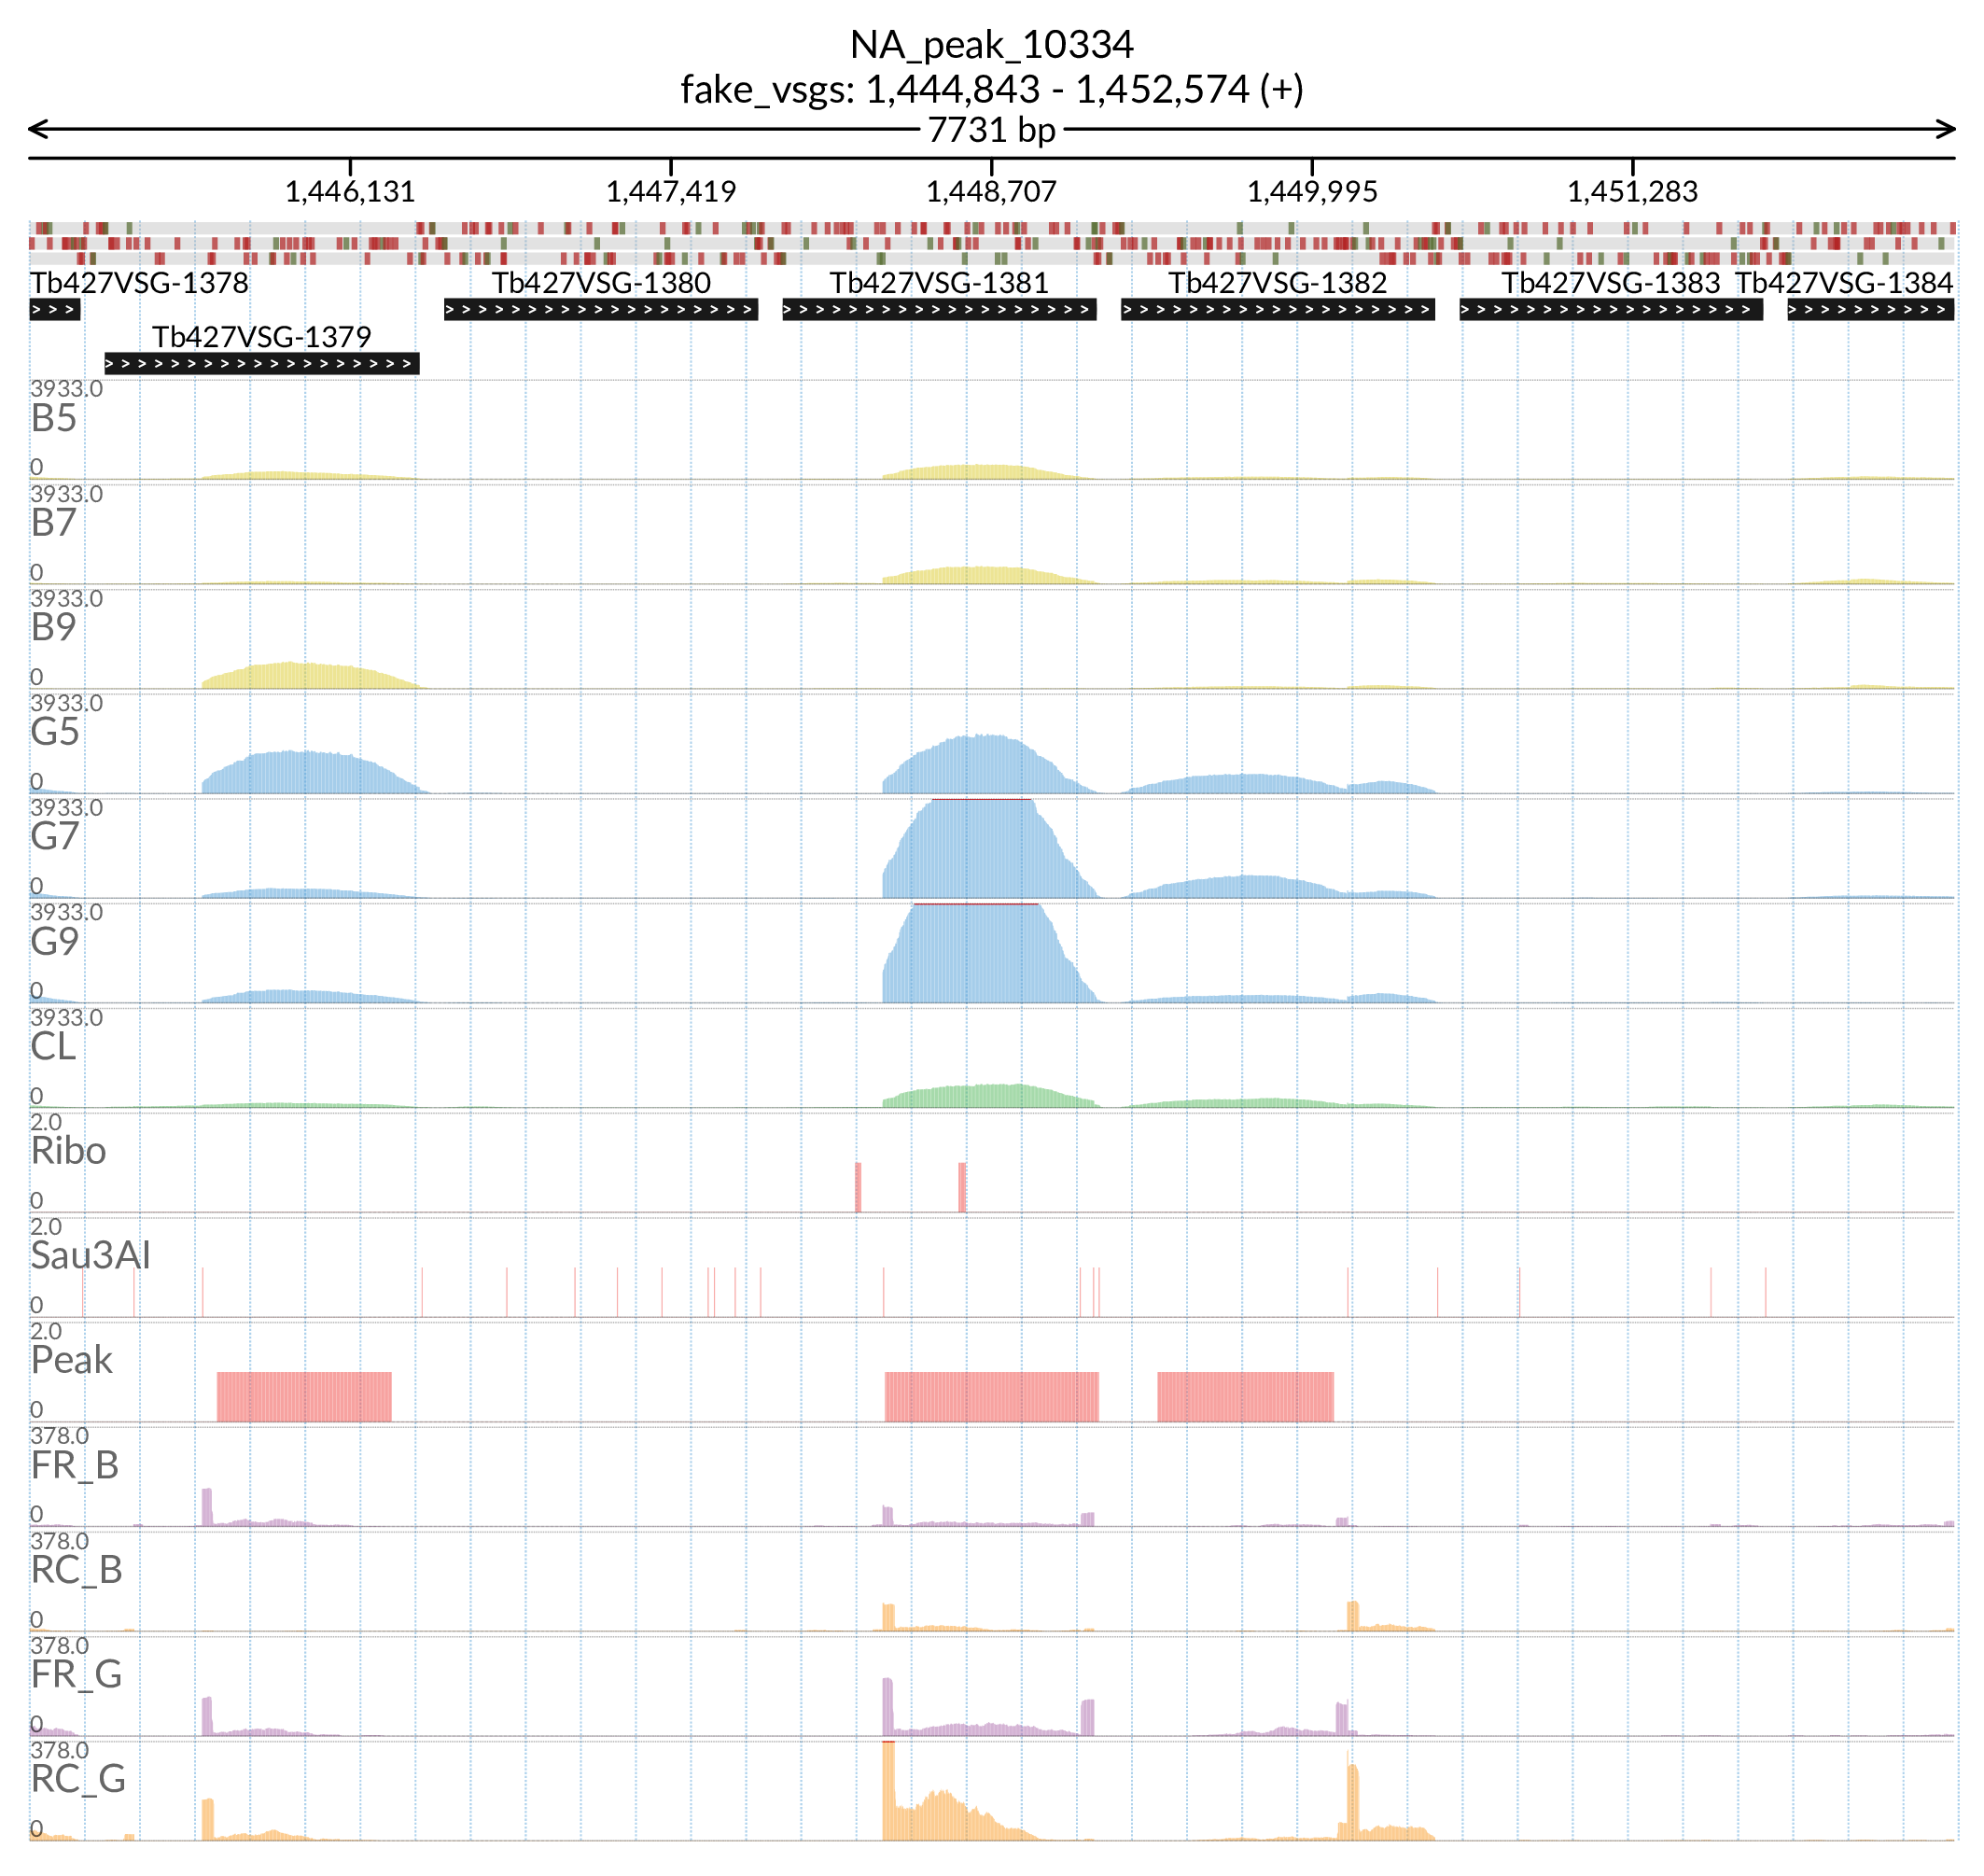 NA_peak_10334
fake_vsgs: 1,444,843 - 1,452,574 (+)
7731 bp
1,446,131 1,447,419 1,448,707 1,449,995 1,451,283
Tb427VSG-1378 Tb427VSG-1380 Tb427VSG-1381 Tb427VSG-1382 Tb427VSG-1383 Tb427VSG-1384
Tb427VSG-1379
3933.0
B5
0
3933.0
B7
0
3933.0
B9
0
3933.0
G5
0
3933.0
G7
0
3933.0
G9
0
3933.0
CL
0
2.0
Ribo
0
2.0
Sau3AI
0
2.0
Peak
0
378.0
FR_B
0
378.0
RC_B
0
378.0
FR_G
0
378.0
RC_G
0